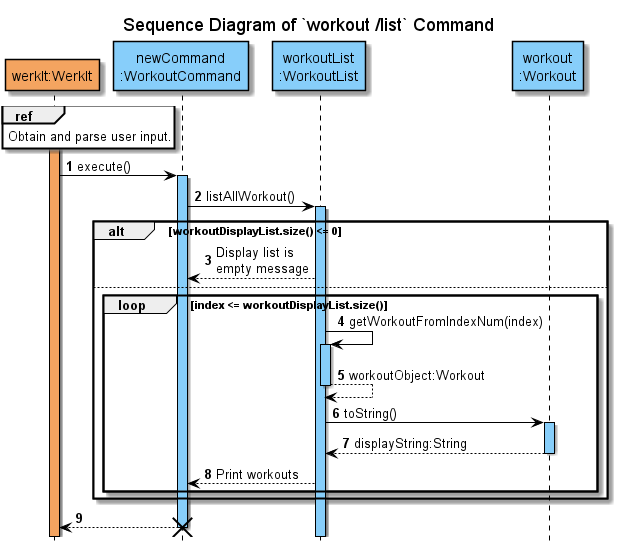 Sequence Diagram of `workout /list` Command
werkIt:WerkIt
newCommand
:WorkoutCommand
workoutList
:WorkoutList
workout
:Workout
ref
Obtain and parse user input.
1 execute()
2 listAllWorkout()
alt [workoutDisplayList.size() <= 0]
3 Display list is
empty message
loop [index <= workoutDisplayList.size()]
4 getWorkoutFromIndexNum(index)
5 workoutObject:Workout
6 toString()
7 displayString:String
8 Print workouts
9